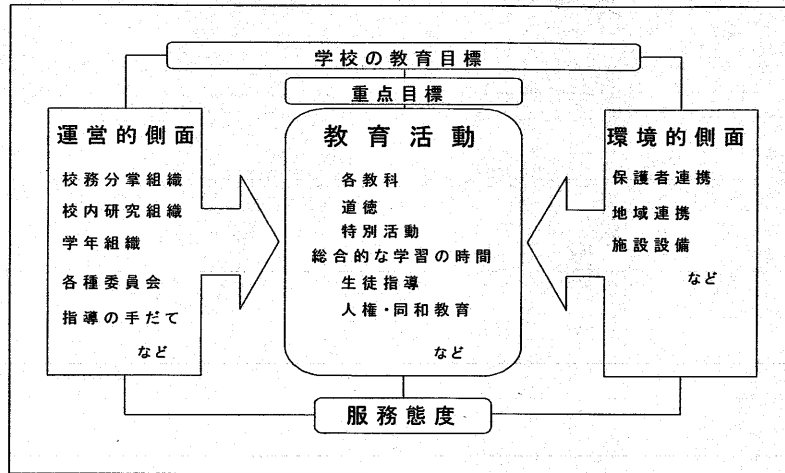 学校の教育目標
重点目標
運営的側面
校務分掌組織
校内研究組織
学年組織
各種委員会
指導の手だて
など
教育活動
各教科
道徳
特別活動
総合的な学習の時間
生徒指導
人権・同和教育
など
環境的側面
保護者連携
地域連携
施設設備
など
服務態度